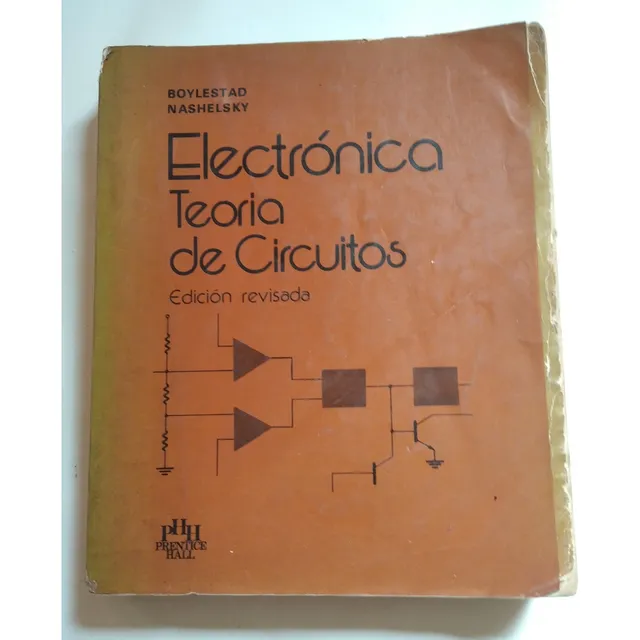 BOYLESTAD
NASHELSKY
Electrónica
Teoria
de Circuitos
Edición revisada
PHH
PRENTICE
HALL